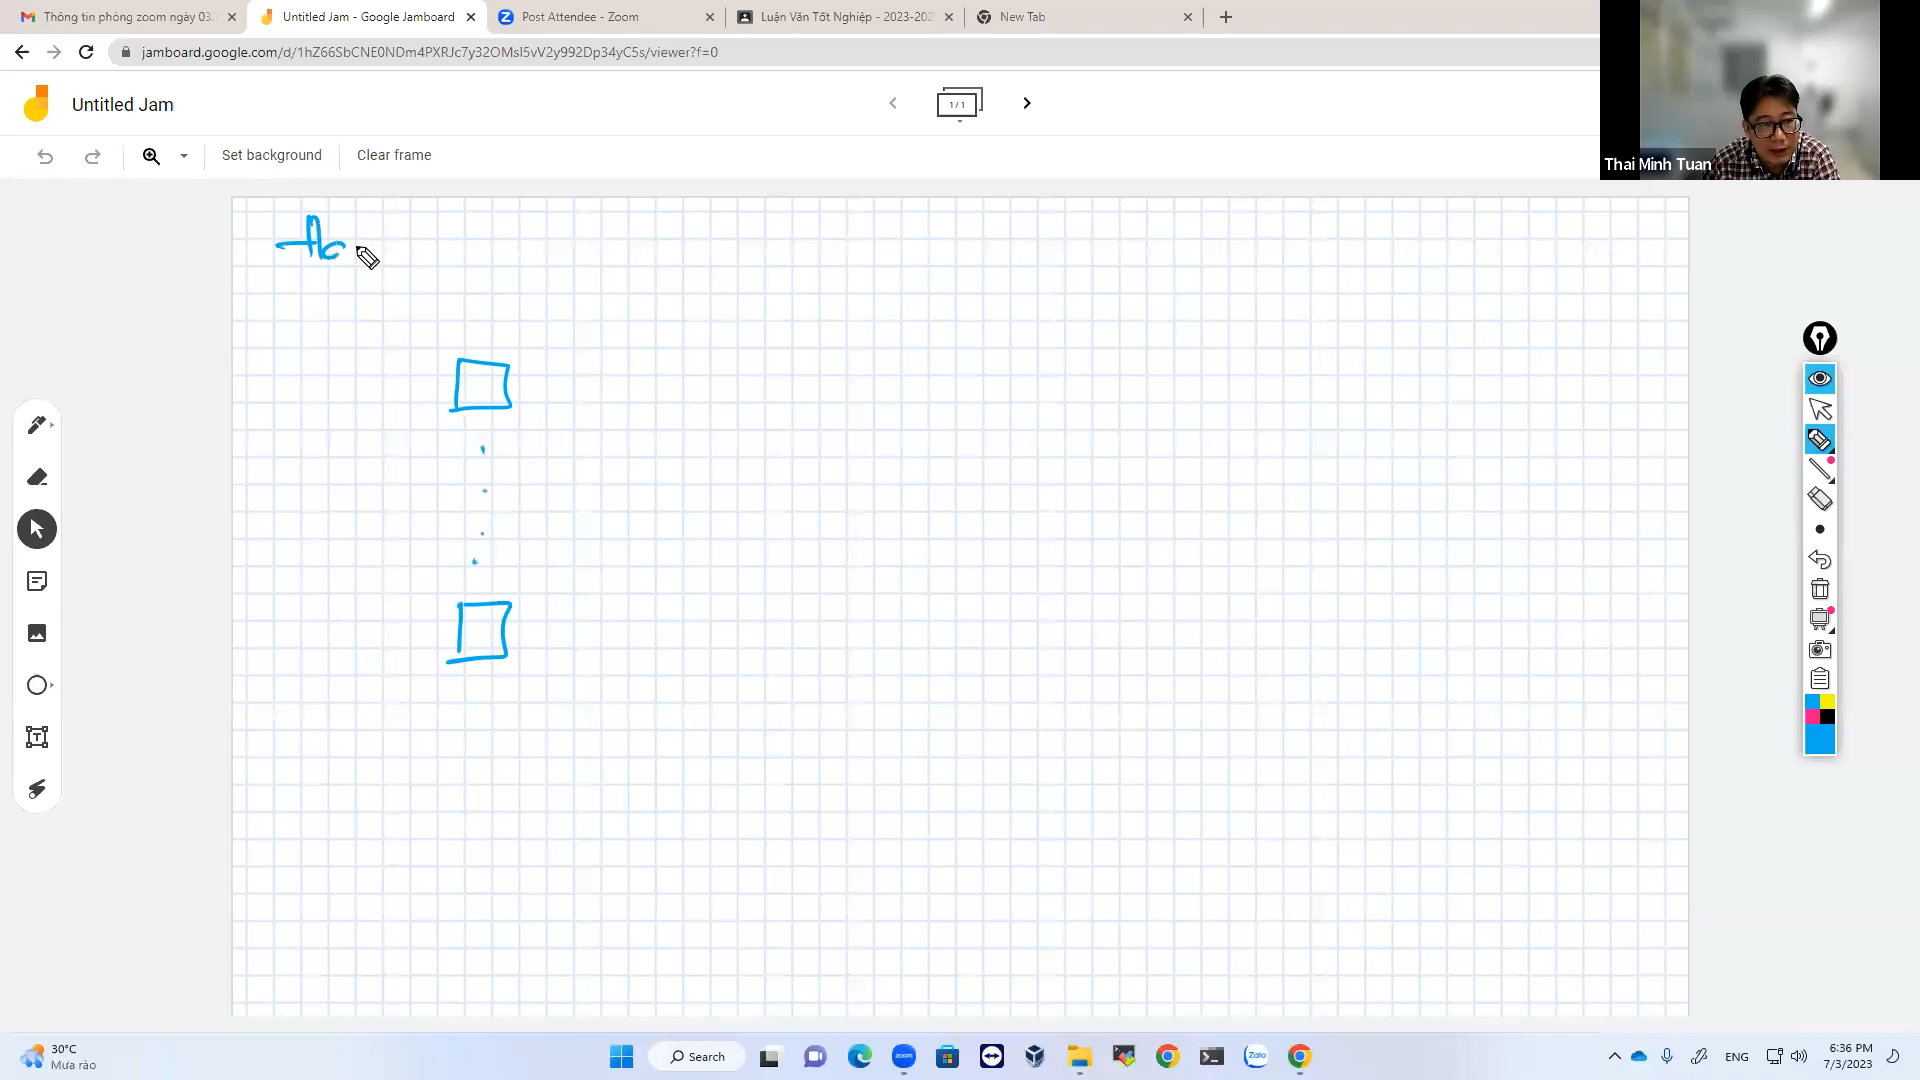 Thông tin phòng zoom ngày 03.
Untitled Jam - Google Jamboard
Post Attendee - Zoom
Luận Văn Tốt Nghiệp - 2023-202
New Tab
jamboard.google.com/d/1hZ66SbCNE0NDm4PXRJc7y32OMsI5vV2y992Dp34yC5s/viewer?f=0
Untitled Jam
1 / 1
Set background
Clear frame
Thai Minh Tuan
30°C
Mưa rào
Search
zoom
Zalo
ENG
6:36 PM
7/3/2023